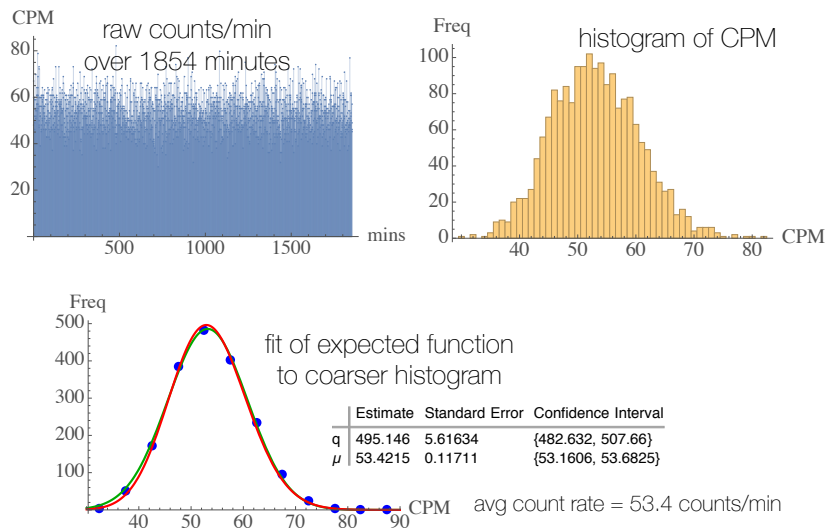 CPM
raw counts/min
over 1854 minutes
80
60
40
20
500
1000
1500
mins
Freq
histogram of CPM
100
80
60
40
20
0
40
50
60
70
80
CPM
Freq
500
400
300
200
100
40
50
60
70
80
90
CPM
fit of expected function
to coarser histogram
Estimate Standard Error Confidence Interval
q 495.146 5.61634 {482.632, 507.66}
μ 53.4215 0.11711 {53.1606, 53.6825}
avg count rate = 53.4 counts/min